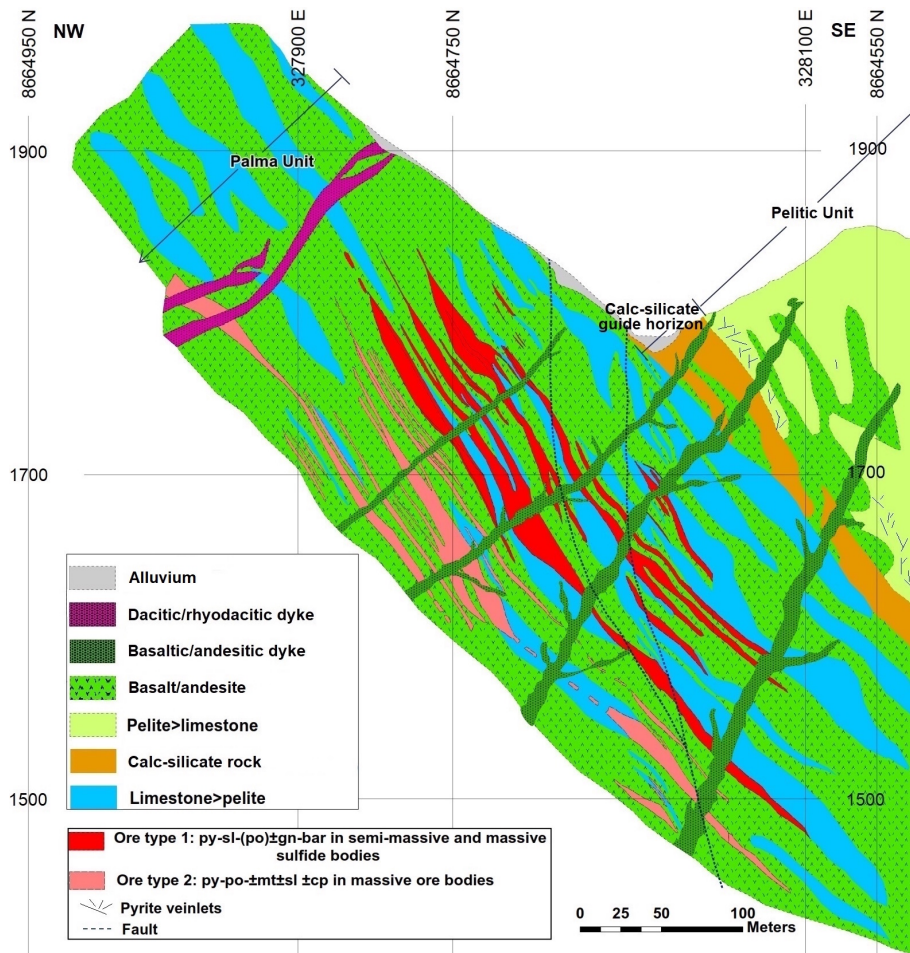 NW
8664950 N
327900 E
8664750 N
328100 E
SE
8664550 N
1900
1900
Palma Unit
Pelitic Unit
Calc-silicate
guide horizon
1700
1700
1500
1500
Alluvium
Dacitic/rhyodacitic dyke
Basaltic/andesitic dyke
Basalt/andesite
Pelite>limestone
Calc-silicate rock
Limestone>pelite
Ore type 1: py-sl-(po)±gn-bar in semi-massive and massive
sulfide bodies
Ore type 2: py-po-±mt±sl ±cp in massive ore bodies
Pyrite veinlets
Fault
0 25 50 100
Meters